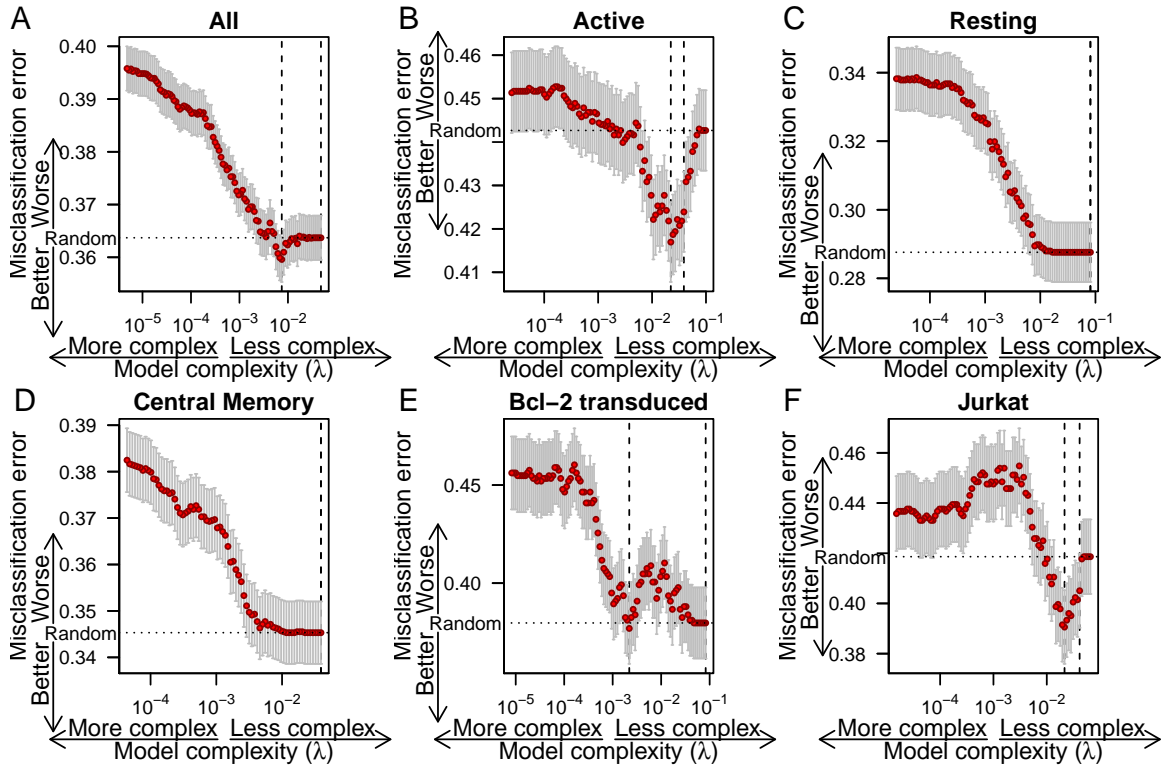 A
All
Misclassification error
Better Worse
0.40
0.39
0.38
0.37
0.36
Random
10⁻⁵ 10⁻⁴ 10⁻³ 10⁻²
More complex Less complex
Model complexity (λ)
B
Active
Misclassification error
Better Worse
0.46
0.45
0.43
0.42
0.41
Random
10⁻⁴ 10⁻³ 10⁻² 10⁻¹
More complex Less complex
Model complexity (λ)
C
Resting
Misclassification error
Better Worse
0.34
0.32
0.30
0.28
Random
10⁻⁴ 10⁻³ 10⁻² 10⁻¹
More complex Less complex
Model complexity (λ)
D
Central Memory
Misclassification error
Better Worse
0.39
0.38
0.37
0.36
0.35
0.34
Random
10⁻⁴ 10⁻³ 10⁻²
More complex Less complex
Model complexity (λ)
E
Bcl−2 transduced
Misclassification error
Better Worse
0.45
0.40
Random
10⁻⁵ 10⁻⁴ 10⁻³ 10⁻² 10⁻¹
More complex Less complex
Model complexity (λ)
F
Jurkat
Misclassification error
Better Worse
0.46
0.44
0.40
0.38
Random
10⁻⁴ 10⁻³ 10⁻²
More complex Less complex
Model complexity (λ)